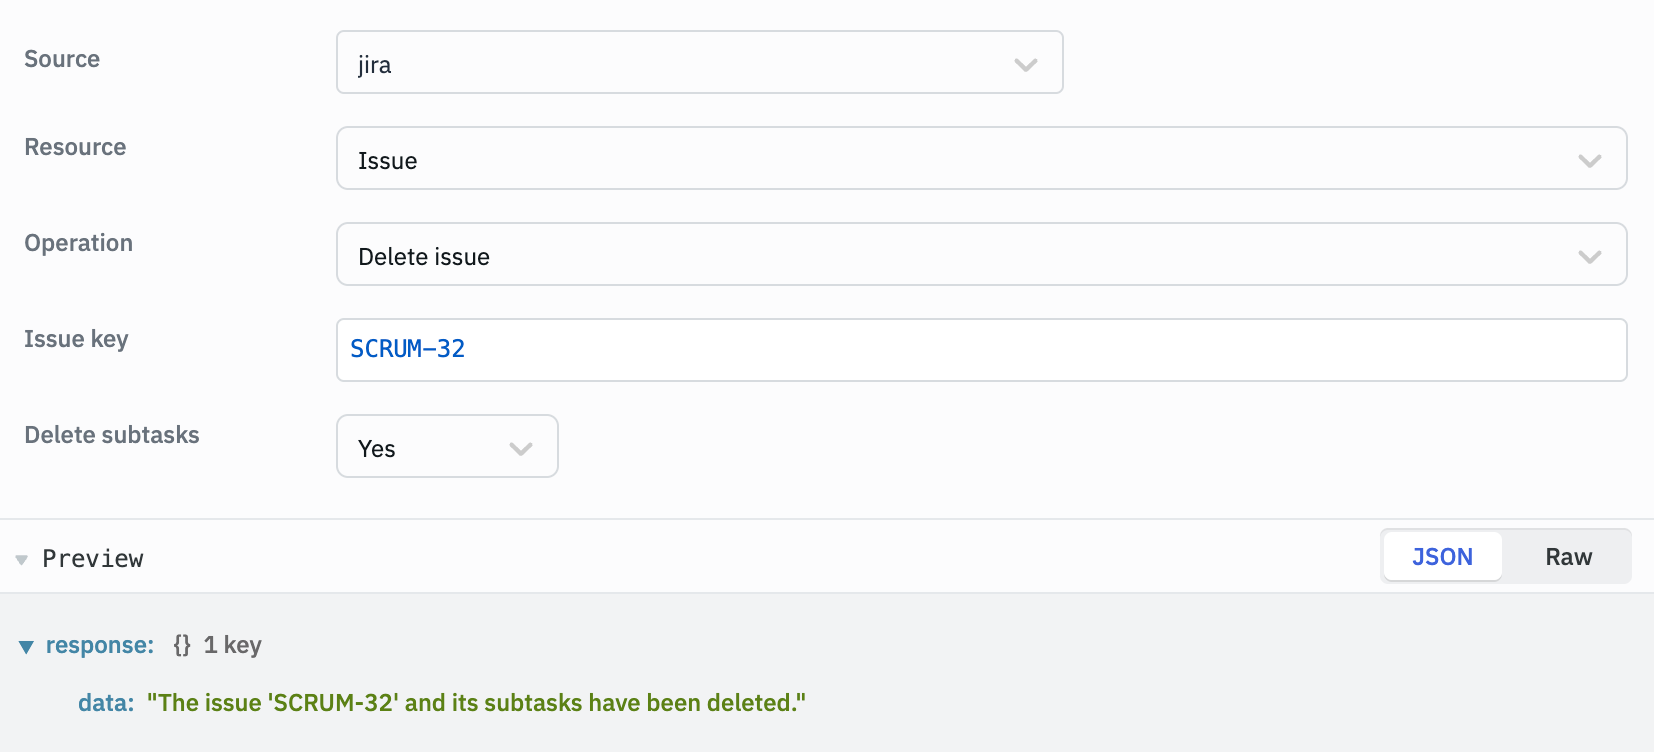 Source
jira
Resource
Issue
Operation
Delete issue
Issue key
SCRUM-32
Delete subtasks
Yes
Preview
JSON
Raw
response: {} 1 key
data: "The issue 'SCRUM-32' and its subtasks have been deleted."